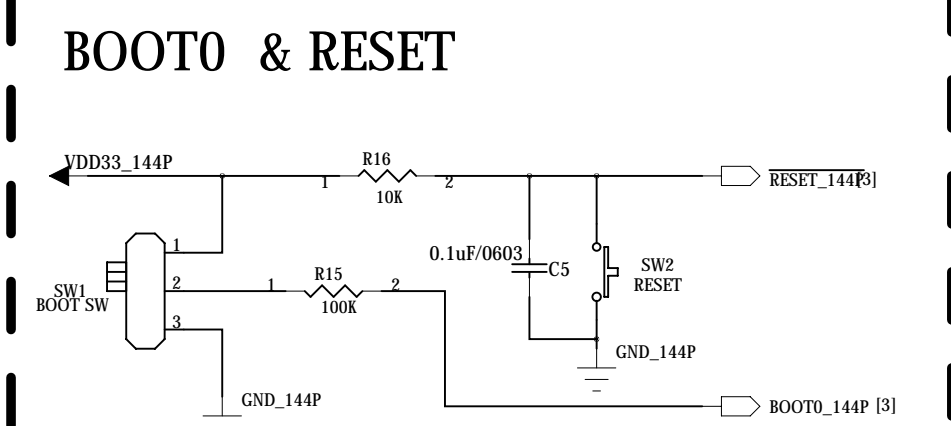 BOOT0 & RESET
VDD33_144P
R16
1
2
10K
RESET_144P[3]
1
0.1uF/0603
C5
SW2
RESET
2
1
R15
2
100K
SW1
BOOT SW
3
GND_144P
GND_144P
BOOT0_144P [3]